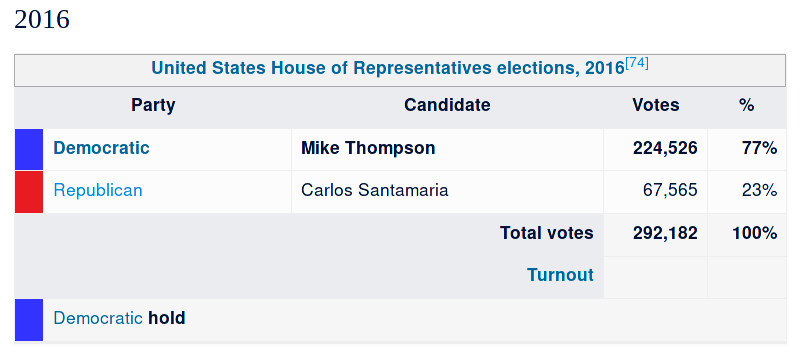 2016
United States House of Representatives elections, 2016[74]
Party Candidate Votes %
Democratic Mike Thompson 224,526 77%
Republican Carlos Santamaria 67,565 23%
Total votes 292,182 100%
Turnout
Democratic hold